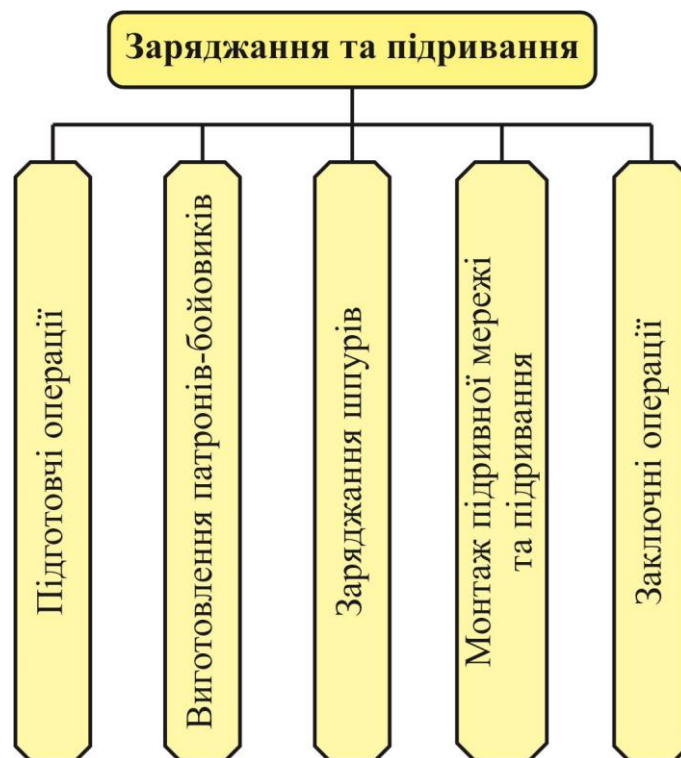 Заряджання та підривання
Підготовчі операції
Виготовлення патронів-бойовиків
Заряджання шпурів
Монтаж підривної мережі
та підривання
Заключні операції